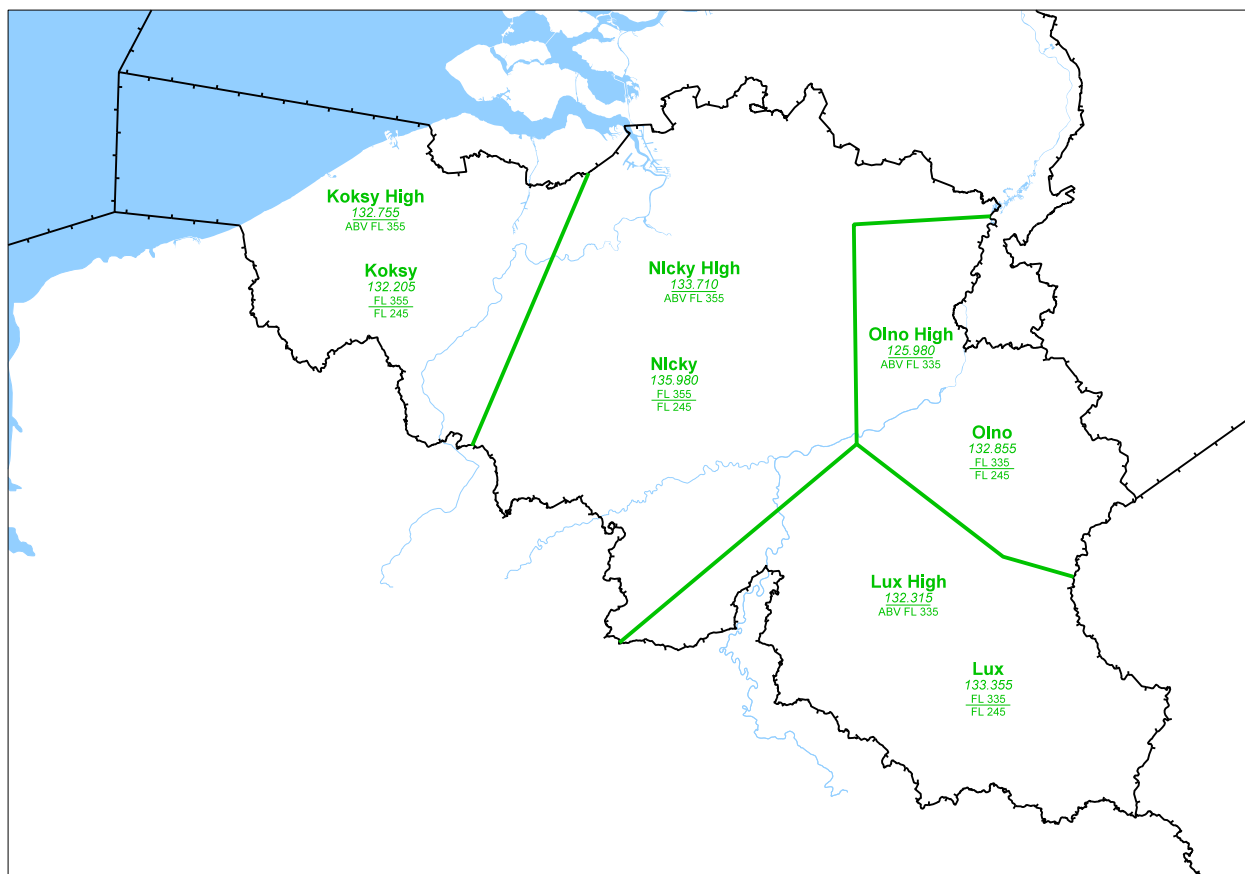 Koksy High
132.755
ABV FL 355
Koksy
132.205
FL 355
FL 245
NIcky HIgh
133.710
ABV FL 355
NIcky
135.980
FL 355
FL 245
Olno High
125.980
ABV FL 335
Olno
132.855
FL 335
FL 245
Lux High
132.315
ABV FL 335
Lux
133.355
FL 335
FL 245